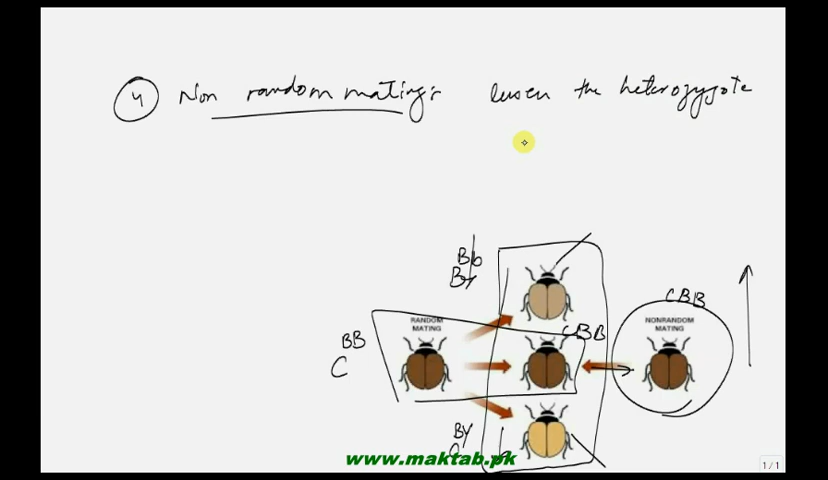 4 Non random mating: lessen the heterozygote
Bb
CBB
RANDOM MATING
NONRANDOM MATING
BB
CBB
C
BY
www.maktab.pk
1/1